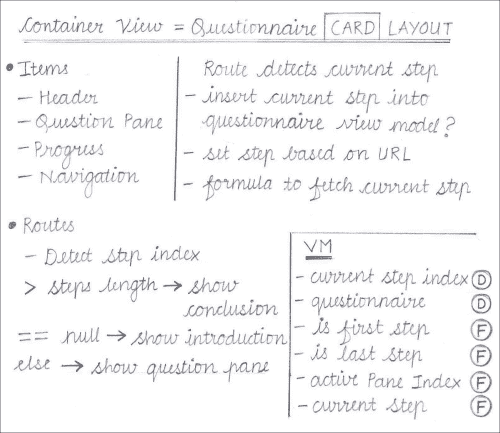 Container View = Questionnaire CARD LAYOUT
• Items
– Header
– Question Pane
– Progress
– Navigation
Route detects current step
– insert current step into
questionnaire view model?
– set step based on URL
– formula to fetch current step
• Routes
– Detect step index
> steps length → show
conclusion
== null → show introduction
else → show question pane
VM
– current step index D
– questionnaire D
– is first step F
– is last step F
– active Pane Index F
– current step F